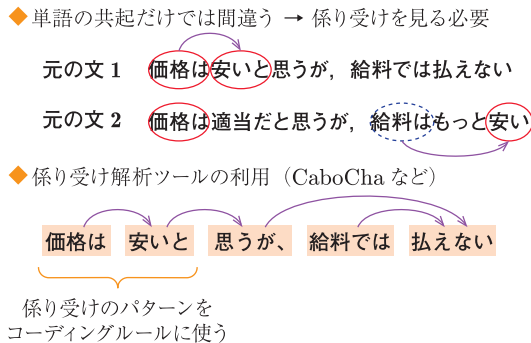 ◆単語の共起だけでは間違う → 係り受けを見る必要
元の文 1 価格は安いと思うが，給料では払えない
元の文 2 価格は適当だと思うが，給料はもっと安い
◆係り受け解析ツールの利用（CaboCha など）
価格は 安いと 思うが、 給料では 払えない
係り受けのパターンを
コーディングルールに使う